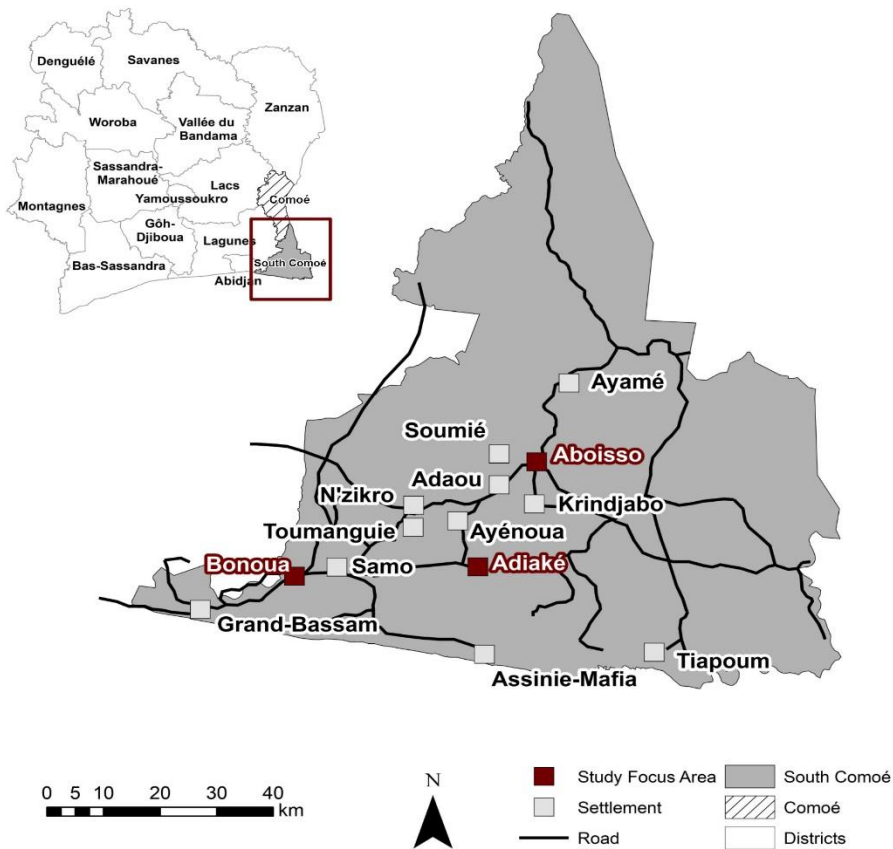 Denguélé
Savanes
Zanzan
Woroba
Vallée du
Bandama
Sassandra-
Marahoué
Lacs
Yamoussoukro
Montagnes
Comoé
Gôh-
Djiboua
Lagunes
Bas-Sassandra
South Comoé
Abidjan
Ayamé
Soumié
Aboisso
Adaou
N'zikro
Krindjabo
Toumanguie
Ayénoua
Bonoua
Samo
Adiaké
Grand-Bassam
Assinie-Mafia
Tiapoum
0 5 10 20 30 40
km
N
Study Focus Area
South Comoé
Settlement
Comoé
Road
Districts